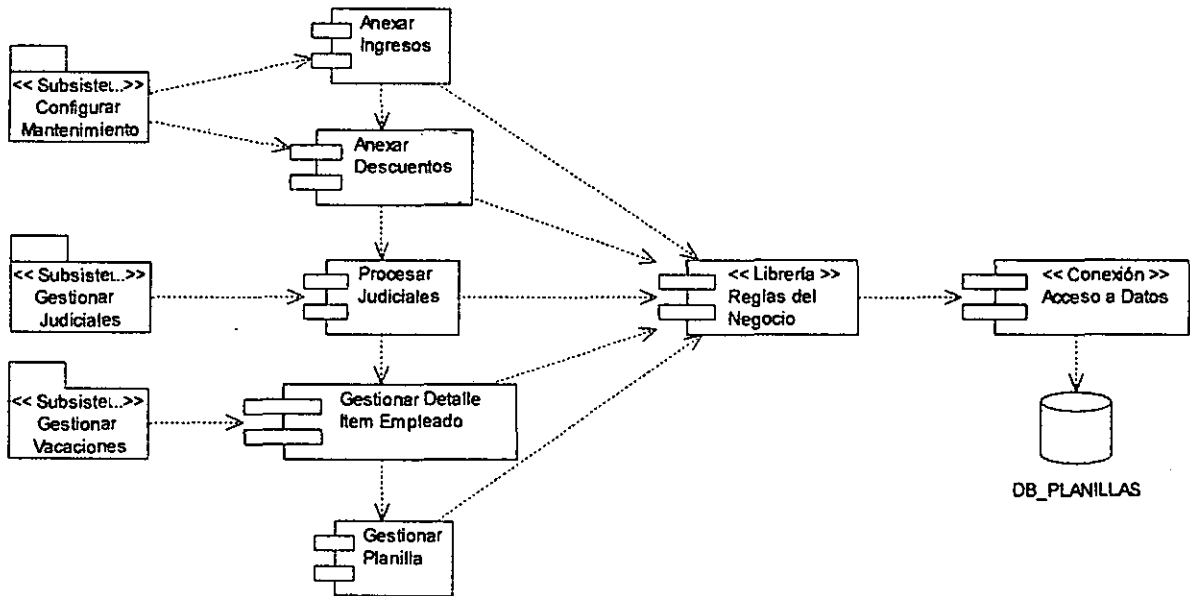 Anexar
Ingresos
<< Subsiste...>>
Configurar
Mantenimiento
Anexar
Descuentos
<< Subsiste...>>
Gestionar
Judiciales
Procesar
Judiciales
<< Librería >>
Reglas del
Negocio
<< Conexión >>
Acceso a Datos
<< Subsiste...>>
Gestionar
Vacaciones
Gestionar Detalle
Item Empleado
DB_PLANILLAS
Gestionar
Planilla